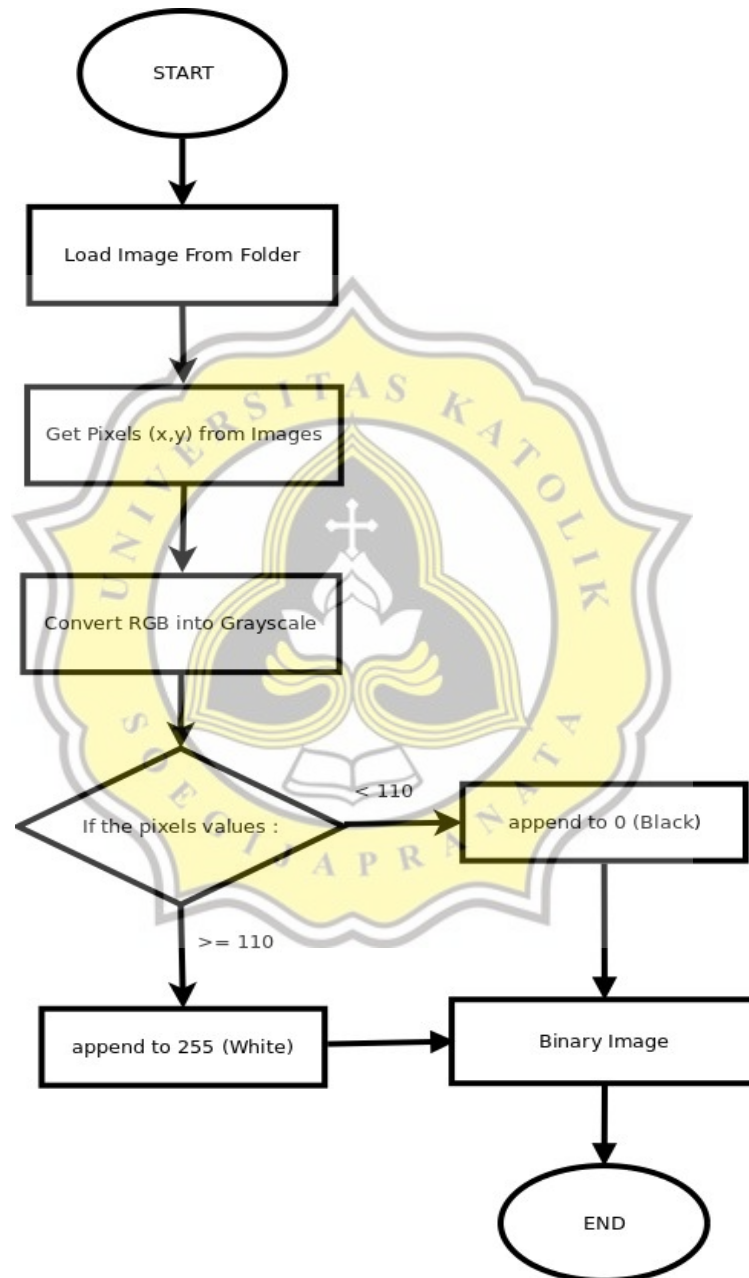 START
Load Image From Folder
Get Pixels (x,y) from Images
Convert RGB into Grayscale
If the pixels values :
< 110
append to 0 (Black)
>= 110
append to 255 (White)
Binary Image
END
UNIVERSITAS KATOLIK
SOEGIJAPRANATA